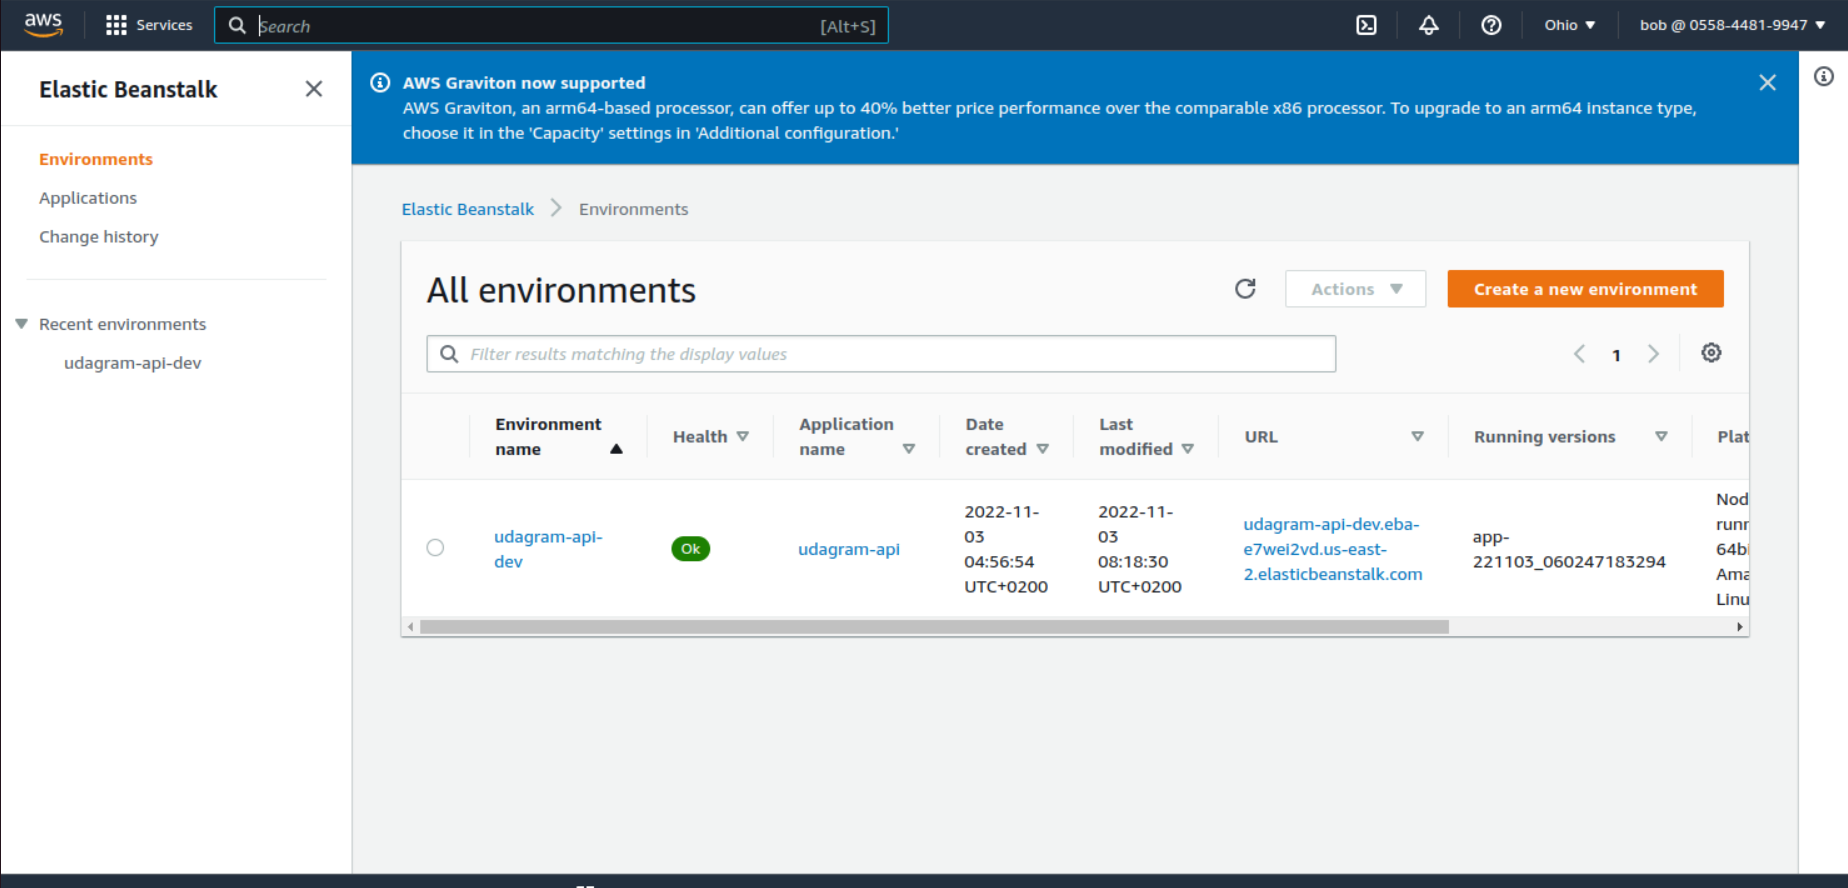 aws
Services
Search
[Alt+S]
Ohio
bob @ 0558-4481-9947
Elastic Beanstalk
Environments
Applications
Change history
Recent environments
udagram-api-dev
AWS Graviton now supported
AWS Graviton, an arm64-based processor, can offer up to 40% better price performance over the comparable x86 processor. To upgrade to an arm64 instance type,
choose it in the 'Capacity' settings in 'Additional configuration.'
Elastic Beanstalk
Environments
All environments
Actions
Create a new environment
Filter results matching the display values
1
Environment
name
Health
Application
name
Date
created
Last
modified
URL
Running versions
Plat
udagram-api-
dev
Ok
udagram-api
2022-11-
03
04:56:54
UTC+0200
2022-11-
03
08:18:30
UTC+0200
udagram-api-dev.eba-
e7wei2vd.us-east-
2.elasticbeanstalk.com
app-
221103_060247183294
Nod
runr
64bi
Ama
Linu